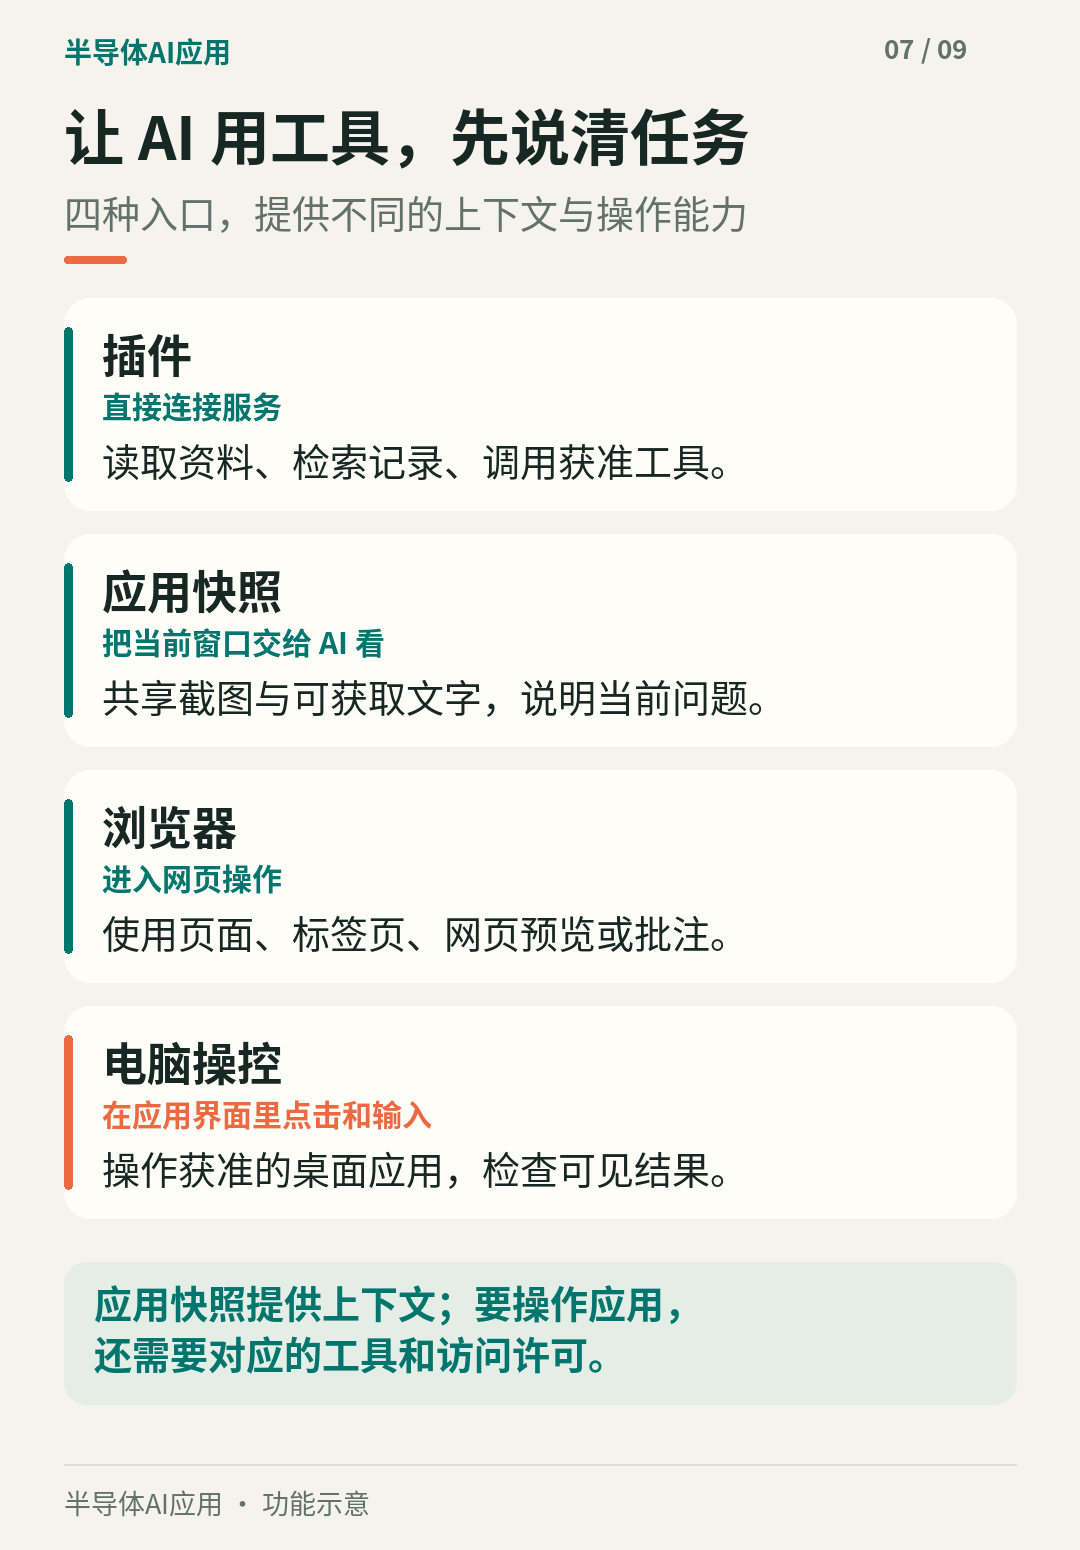 半导体AI应用
07 / 09
让 AI 用工具，先说清任务
四种入口，提供不同的上下文与操作能力
插件
直接连接服务
读取资料、检索记录、调用获准工具。
应用快照
把当前窗口交给 AI 看
共享截图与可获取文字，说明当前问题。
浏览器
进入网页操作
使用页面、标签页、网页预览或批注。
电脑操控
在应用界面里点击和输入
操作获准的桌面应用，检查可见结果。
应用快照提供上下文；要操作应用，
还需要对应的工具和访问许可。
半导体AI应用 · 功能示意